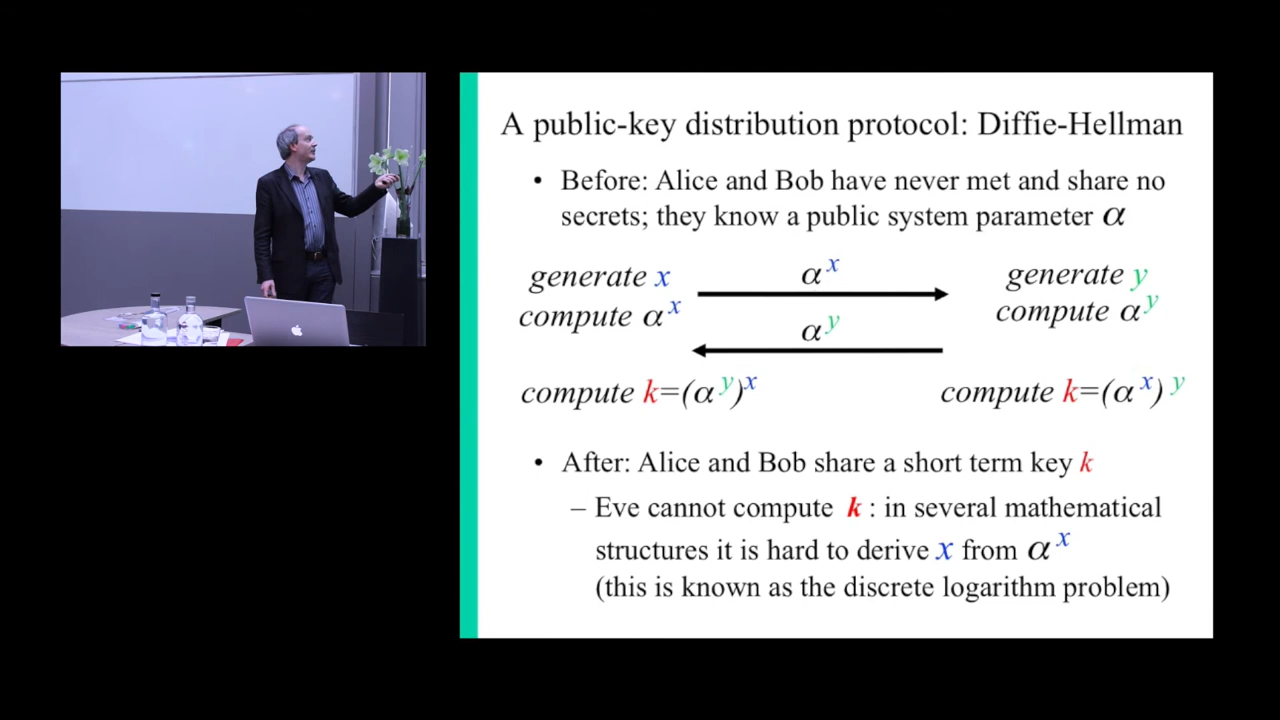 A public-key distribution protocol: Diffie-Hellman
• Before: Alice and Bob have never met and share no
secrets; they know a public system parameter α
generate x
compute α^x
α^x
α^y
generate y
compute α^y
compute k=(α^y)^x
compute k=(α^x)^y
• After: Alice and Bob share a short term key k
– Eve cannot compute k : in several mathematical
structures it is hard to derive x from α^x
(this is known as the discrete logarithm problem)